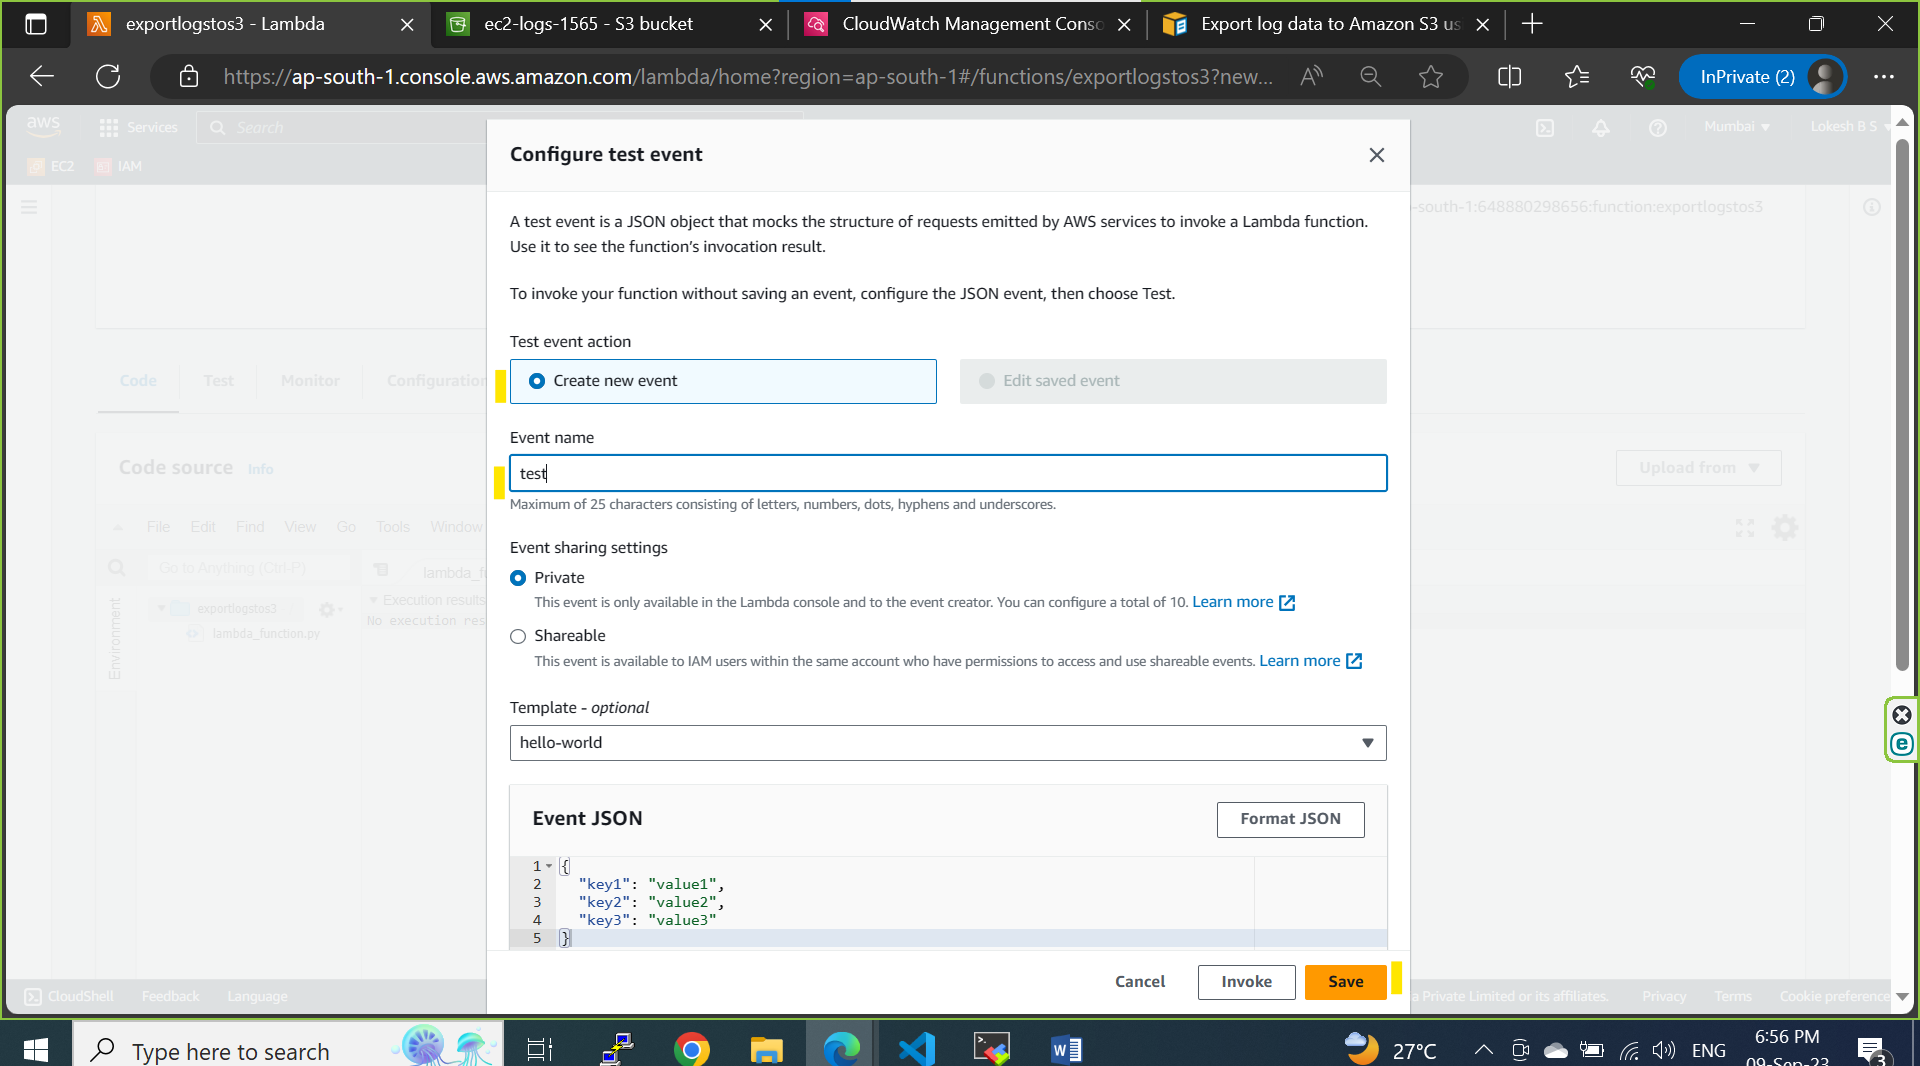 exportlogstos3 - Lambda
ec2-logs-1565 - S3 bucket
CloudWatch Management Conso
Export log data to Amazon S3 us
https://ap-south-1.console.aws.amazon.com/lambda/home?region=ap-south-1#/functions/exportlogstos3?new...
InPrivate (2)
aws
Services
Search
Mumbai
Lokesh B S
EC2
IAM
Configure test event
-south-1:648880298656:function:exportlogstos3
A test event is a JSON object that mocks the structure of requests emitted by AWS services to invoke a Lambda function.
Use it to see the function's invocation result.
To invoke your function without saving an event, configure the JSON event, then choose Test.
Test event action
Create new event
Edit saved event
Code
Test
Monitor
Configuration
Event name
test
Maximum of 25 characters consisting of letters, numbers, dots, hyphens and underscores.
Code source Info
Upload from
File Edit Find View Go Tools Window
Event sharing settings
Go to Anything (Ctrl-P)
lambda_f
Private
This event is only available in the Lambda console and to the event creator. You can configure a total of 10. Learn more
Environment
exportlogstos3
lambda_function.py
Execution results
No execution res
Shareable
This event is available to IAM users within the same account who have permissions to access and use shareable events. Learn more
Template - optional
hello-world
Event JSON
Format JSON
1 {
2 "key1": "value1",
3 "key2": "value2",
4 "key3": "value3"
5 }
Cancel
Invoke
Save
CloudShell
Feedback
Language
a Private Limited or its affiliates.
Privacy
Terms
Cookie preference
Type here to search
27°C
ENG
6:56 PM
09-Sep-23
3